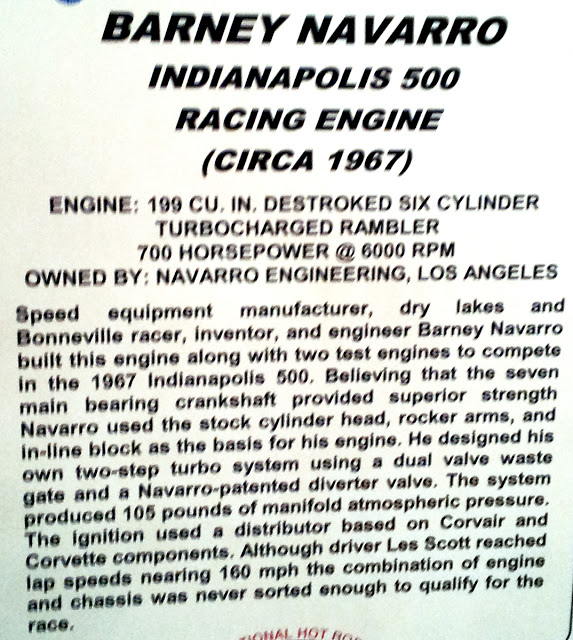 BARNEY NAVARRO
INDIANAPOLIS 500
RACING ENGINE
(CIRCA 1967)
ENGINE: 199 CU. IN. DESTROKED SIX CYLINDER
TURBOCHARGED RAMBLER
700 HORSEPOWER @ 6000 RPM
OWNED BY: NAVARRO ENGINEERING, LOS ANGELES
Speed equipment manufacturer, dry lakes and
Bonneville racer, inventor, and engineer Barney Navarro
built this engine along with two test engines to compete
in the 1967 Indianapolis 500. Believing that the seven
main bearing crankshaft provided superior strength
Navarro used the stock cylinder head, rocker arms, and
in-line block as the basis for his engine. He designed his
own two-step turbo system using a dual valve waste
gate and a Navarro-patented diverter valve. The system
produced 105 pounds of manifold atmospheric pressure.
The ignition used a distributor based on Corvair and
Corvette components. Although driver Les Scott reached
lap speeds nearing 160 mph the combination of engine
and chassis was never sorted enough to qualify for the
race.
HOT